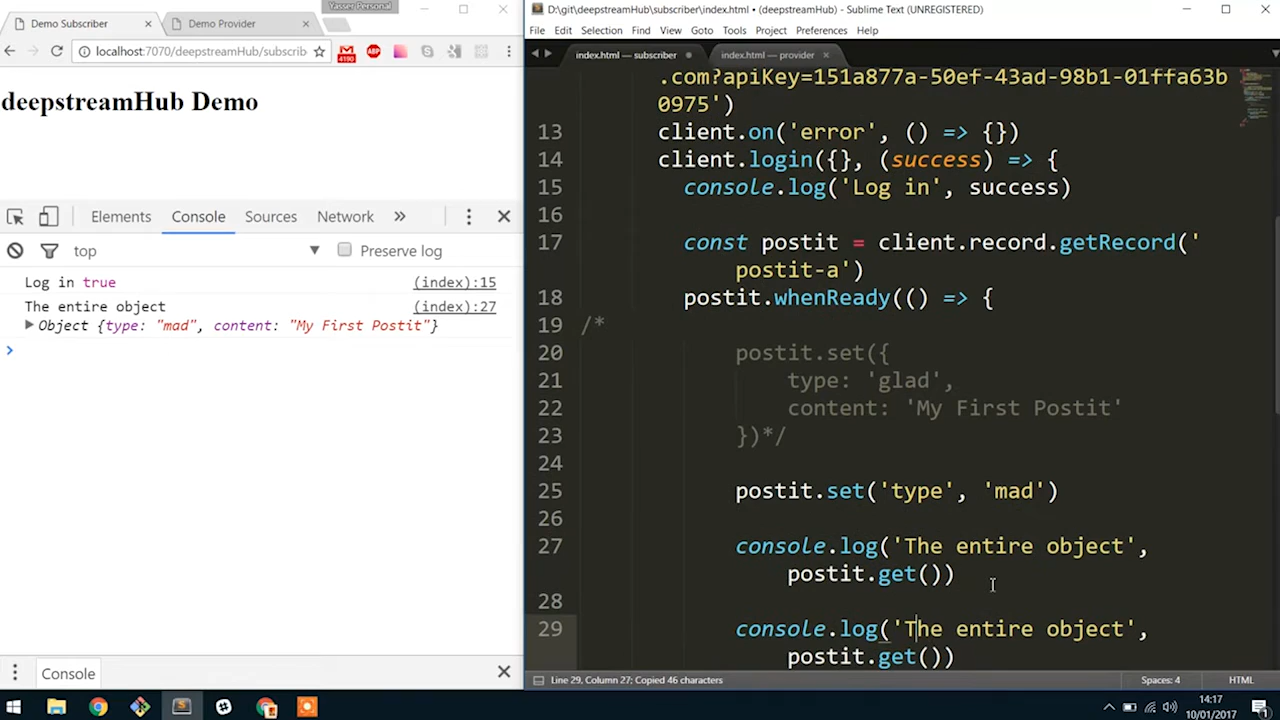 Yasser Personal
Demo Subscriber
Demo Provider
localhost:7070/deepstreamHub/subscrib
4190
ABP
deepstreamHub Demo
Elements
Console
Sources
Network
top
Preserve log
Log in true
(index):15
The entire object
(index):27
Object {type: "mad", content: "My First Postit"}
Console
D:\git\deepstreamHub\subscriber\index.html • (deepstreamHub) - Sublime Text (UNREGISTERED)
File Edit Selection Find View Goto Tools Project Preferences Help
index.html — subscriber
index.html — provider
.com?apiKey=151a877a-50ef-43ad-98b1-01ffa63b
0975')
13 client.on('error', () => {})
14 client.login({}, (success) => {
15 console.log('Log in', success)
16
17 const postit = client.record.getRecord('
postit-a')
18 postit.whenReady(() => {
19 /*
20 postit.set({
21 type: 'glad',
22 content: 'My First Postit'
23 })*/
24
25 postit.set('type', 'mad')
26
27 console.log('The entire object',
postit.get())
28
29 console.log('The entire object',
postit.get())
Line 29, Column 27; Copied 46 characters
Spaces: 4
HTML
14:17
10/01/2017
1